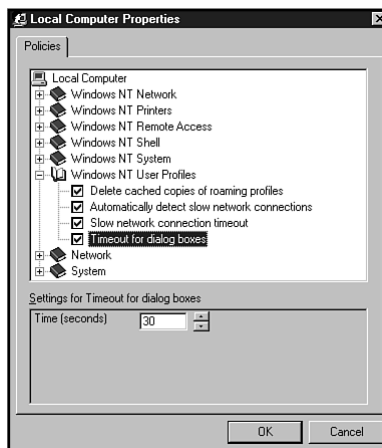 Local Computer Properties
Policies
Local Computer
Windows NT Network
Windows NT Printers
Windows NT Remote Access
Windows NT Shell
Windows NT System
Windows NT User Profiles
Delete cached copies of roaming profiles
Automatically detect slow network connections
Slow network connection timeout
Timeout for dialog boxes
Network
System
Settings for Timeout for dialog boxes
Time (seconds) 30
OK Cancel